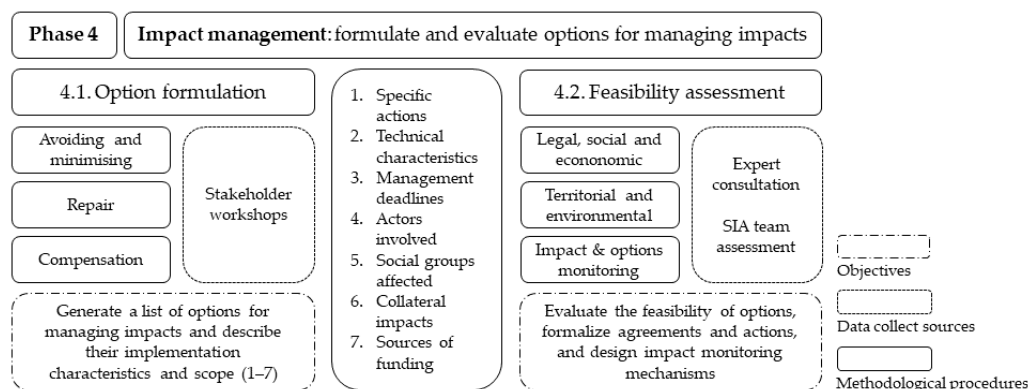 Phase 4
Impact management: formulate and evaluate options for managing impacts
4.1. Option formulation
Avoiding and
minimising
Repair
Compensation
Stakeholder
workshops
Generate a list of options for
managing impacts and describe
their implementation
characteristics and scope (1–7)
1. Specific
actions
2. Technical
characteristics
3. Management
deadlines
4. Actors
involved
5. Social groups
affected
6. Collateral
impacts
7. Sources of
funding
4.2. Feasibility assessment
Legal, social and
econonomic
Territorial and
environmental
Impact & options
monitoring
Expert
consultation
SIA team
assessment
Evaluate the feasibility of options,
formalize agreements and actions,
and design impact monitoring
mechanisms
Objectives
Data collect sources
Methodological procedures